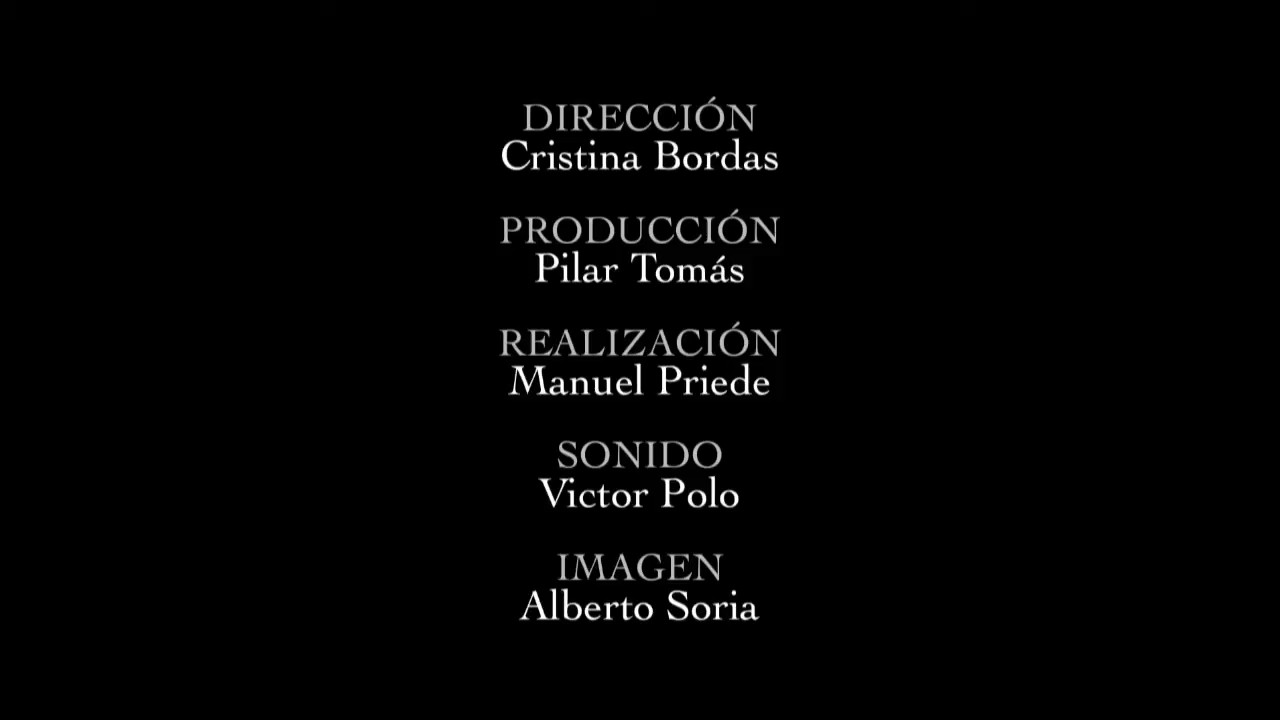 DIRECCIÓN
Cristina Bordas
PRODUCCIÓN
Pilar Tomás
REALIZACIÓN
Manuel Priede
SONIDO
Victor Polo
IMAGEN
Alberto Soria